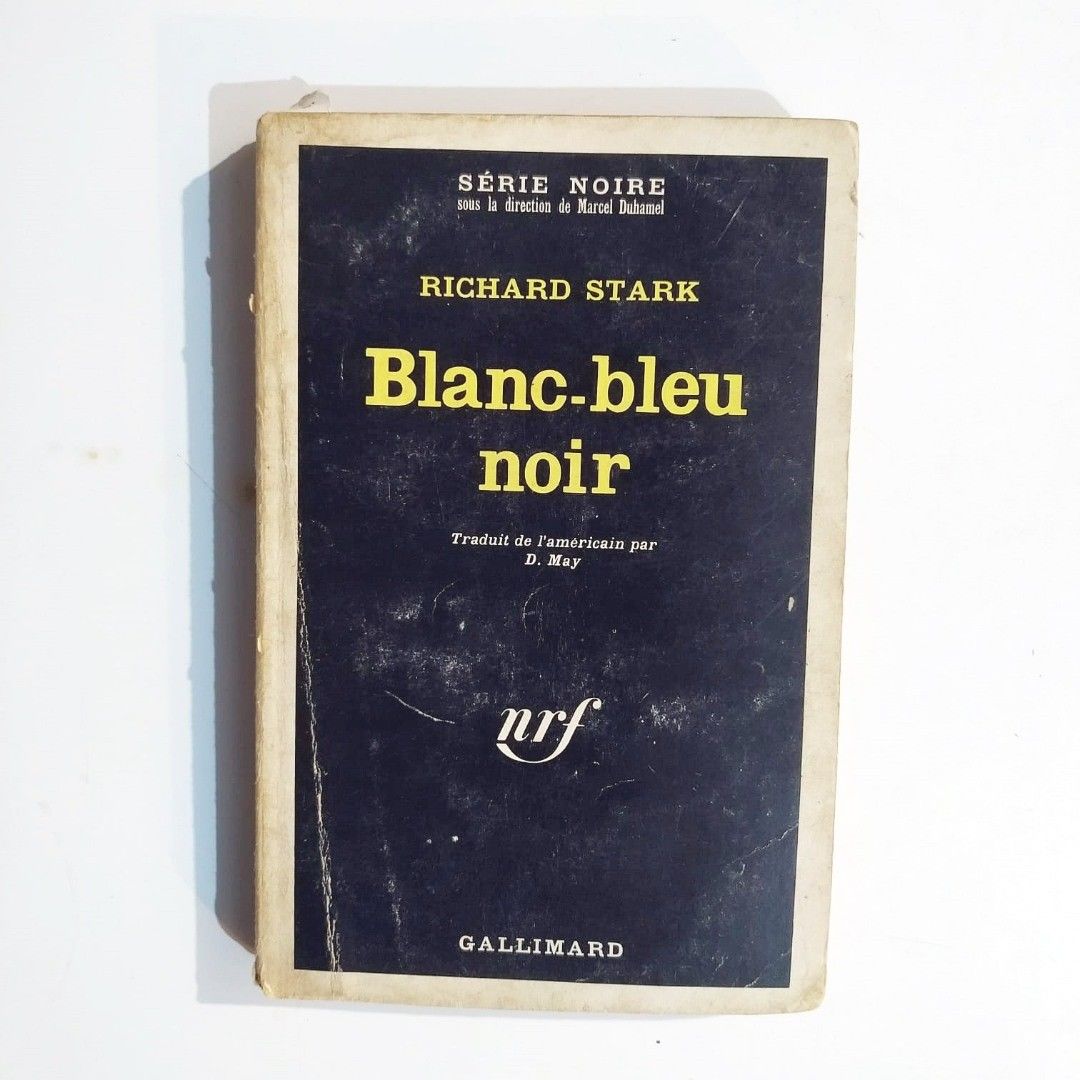 SÉRIE NOIRE
sous la direction de Marcel Duhamel
RICHARD STARK
Blanc-bleu
noir
Traduit de l'américain par
D. May
nrf
GALLIMARD